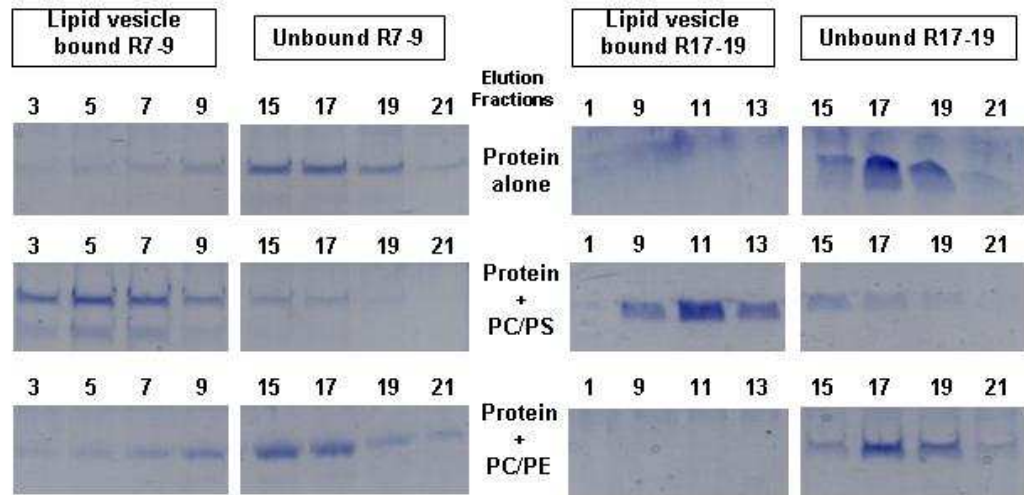 Lipid vesicle
bound R7-9
Unbound R7-9
Lipid vesicle
bound R17-19
Unbound R17-19
Elution
Fractions
3 5 7 9 15 17 19 21 1 9 11 13 15 17 19 21
Protein
alone
3 5 7 9 15 17 19 21 1 9 11 13 15 17 19 21
Protein
+
PC/PS
3 5 7 9 15 17 19 21 1 9 11 13 15 17 19 21
Protein
+
PC/PE